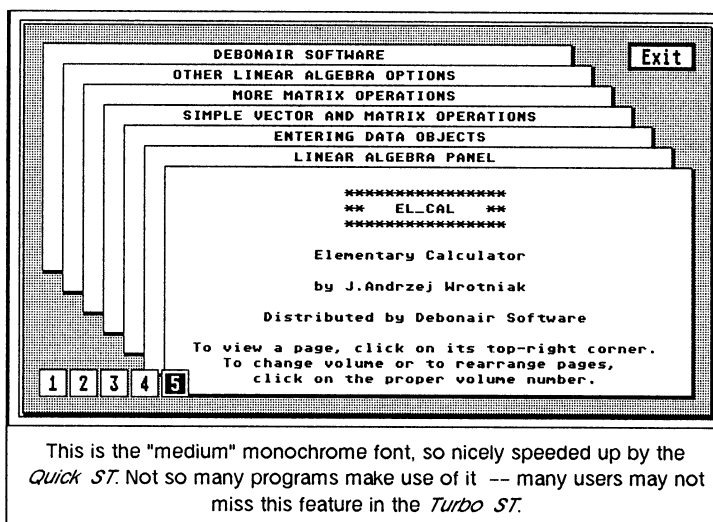 DEBONAIR SOFTWARE
Exit
OTHER LINEAR ALGEBRA OPTIONS
MORE MATRIX OPERATIONS
SIMPLE VECTOR AND MATRIX OPERATIONS
ENTERING DATA OBJECTS
LINEAR ALGEBRA PANEL
****************
** EL_CAL **
****************
Elementary Calculator
by J.Andrzej Wrotniak
Distributed by Debonair Software
To view a page, click on its top-right corner.
To change volume or to rearrange pages,
click on the proper volume number.
1 2 3 4 5
This is the "medium" monochrome font, so nicely speeded up by the
Quick ST. Not so many programs make use of it -- many users may not
miss this feature in the Turbo ST.